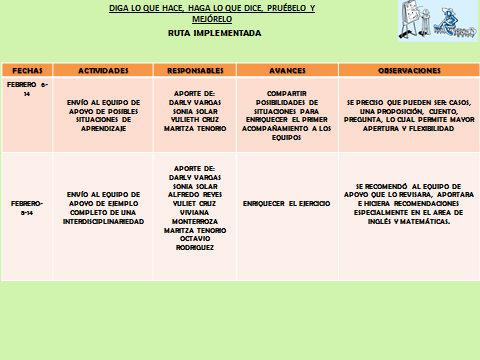 DIGA LO QUE HACE, HAGA LO QUE DICE, PRUÉBELO Y
MEJÓRELO
RUTA IMPLEMENTADA
FECHAS ACTIVIDADES RESPONSABLES AVANCES OBSERVACIONES
FEBRERO 6-
14
ENVÍO AL EQUIPO DE
APOYO DE POSIBLES
SITUACIONES DE
APRENDIZAJE
APORTE DE:
DARLY VARGAS
SONIA SOLAR
YULIETH CRUZ
MARITZA TENORIO
COMPARTIR
POSIBILIDADES DE
SITUACIONES PARA
ENRIQUECER EL PRIMER
ACOMPAÑAMIENTO A LOS
EQUIPOS
SE PRECISO QUE PUEDEN SER: CASOS,
UNA PROPOSICIÓN, CUENTO,
PREGUNTA, LO CUAL PERMITE MAYOR
APERTURA Y FLEXIBILIDAD
FEBRERO-
8-14
ENVÍO AL EQUIPO DE
APOYO DE EJEMPLO
COMPLETO DE UNA
INTERDISCIPLINARIEDAD
APORTE DE:
DARLY VARGAS
SONIA SOLAR
ALFREDO REYES
YULIET CRUZ
VIVIANA
MONTERROZA
MARITZA TENORIO
OCTAVIO
RODRIGUEZ
ENRIQUECER EL EJERCICIO
SE RECOMENDÓ AL EQUIPO DE
APOYO QUE LO REVISARA, APORTARA
E HICIERA RECOMENDACIONES
ESPECIALMENTE EN EL AREA DE
INGLÉS Y MATEMÁTICAS.